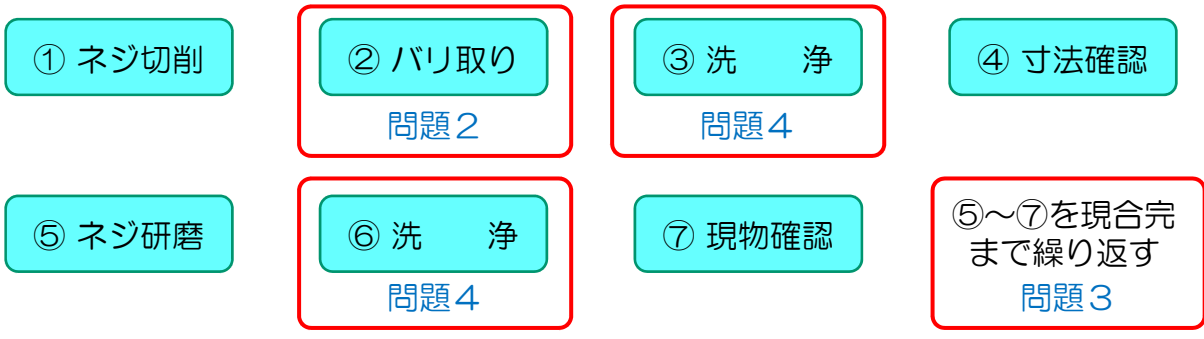 ① ネジ切削
② バリ取り
問題２
③ 洗　　浄
問題４
④ 寸法確認
⑤ ネジ研磨
⑥ 洗　　浄
問題４
⑦ 現物確認
⑤～⑦を現合完
まで繰り返す
問題３